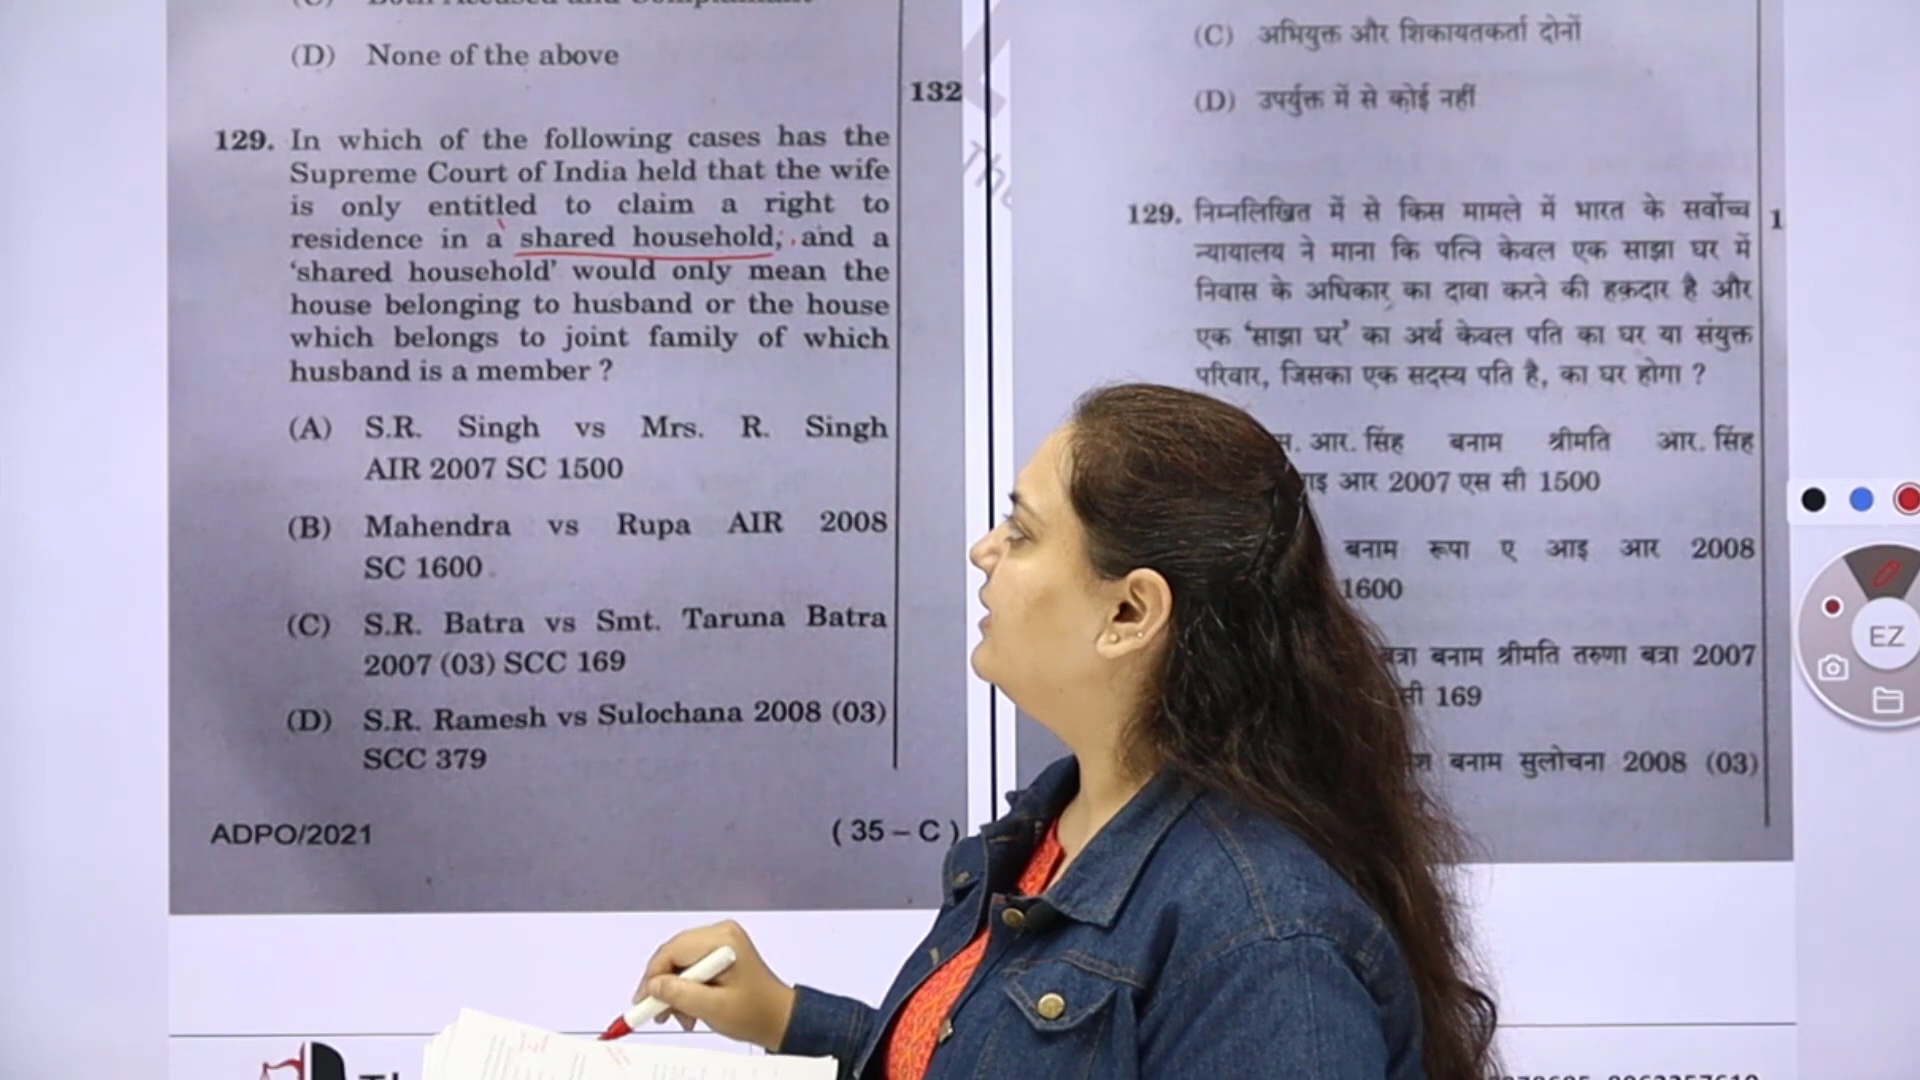 (D) None of the above
132
129. In which of the following cases has the
Supreme Court of India held that the wife
is only entitled to claim a right to
residence in a shared household, and a
‘shared household’ would only mean the
house belonging to husband or the house
which belongs to joint family of which
husband is a member ?
(A) S.R. Singh vs Mrs. R. Singh
AIR 2007 SC 1500
(B) Mahendra vs Rupa AIR 2008
SC 1600
(C) S.R. Batra vs Smt. Taruna Batra
2007 (03) SCC 169
(D) S.R. Ramesh vs Sulochana 2008 (03)
SCC 379
ADPO/2021
( 35 – C )
(C) अभियुक्त और शिकायतकर्ता दोनों
(D) उपर्युक्त में से कोई नहीं
129. निम्नलिखित में से किस मामले में भारत के सर्वोच्च
न्यायालय ने माना कि पत्नि केवल एक साझा घर में
निवास के अधिकार का दावा करने की हक़दार है और
एक ‘साझा घर’ का अर्थ केवल पति का घर या संयुक्त
परिवार, जिसका एक सदस्य पति है, का घर होगा ?
आर. सिंह बनाम श्रीमति आर. सिंह
आर 2007 एस सी 1500
बनाम रूपा ए आइ आर 2008
1600
बनाम श्रीमति तरुणा बत्रा 2007
169
बनाम सुलोचना 2008 (03)
1
EZ